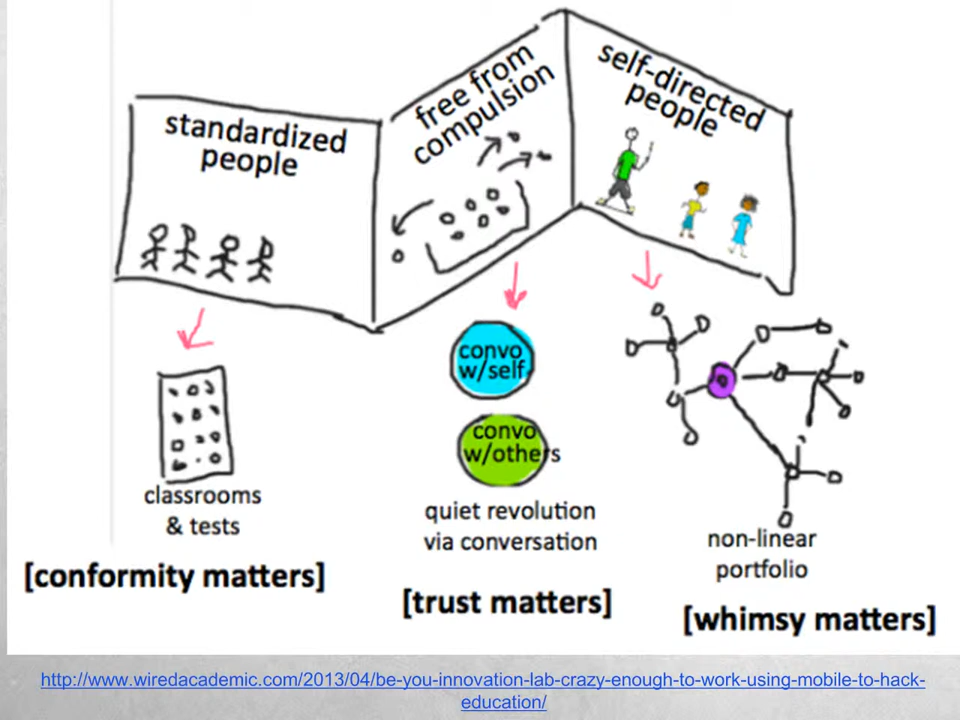 standardized
people
free from
compulsion
self-directed
people
convo
w/self
convo
w/others
classrooms
& tests
quiet revolution
via conversation
non-linear
portfolio
[conformity matters]
[trust matters]
[whimsy matters]
http://www.wiredacademic.com/2013/04/be-you-innovation-lab-crazy-enough-to-work-using-mobile-to-hack-
education/